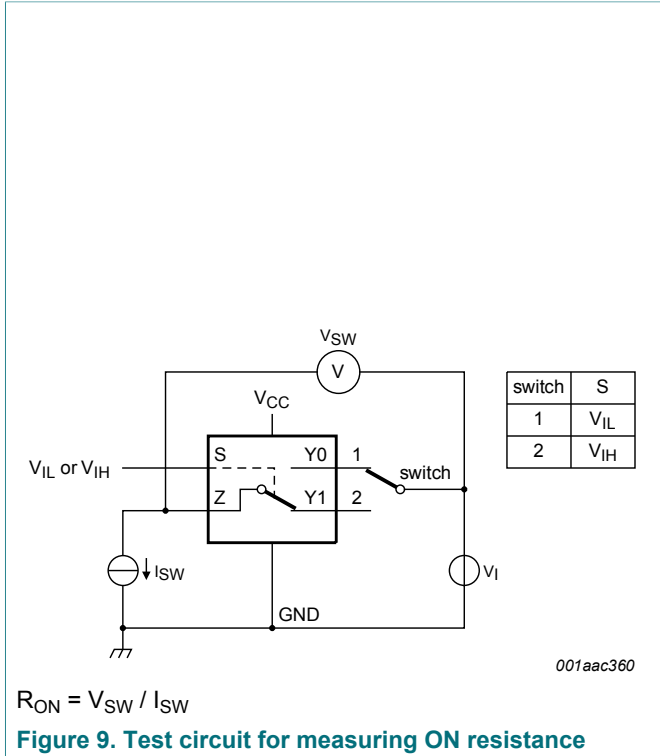 VSW
V
VCC
switch S
1 VIL
2 VIH
S Y0 1
VIL or VIH
switch
Z Y1 2
ISW
VI
GND
001aac360
RON = VSW / ISW
Figure 9. Test circuit for measuring ON resistance